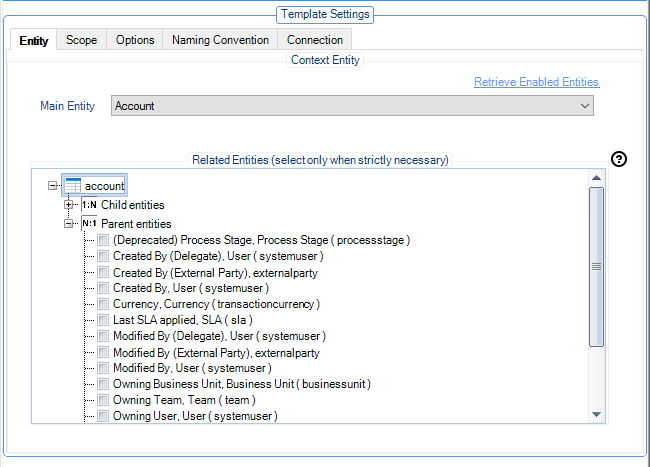 Template Settings
Entity Scope Options Naming Convention Connection
Context Entity
Retrieve Enabled Entities
Main Entity Account
Related Entities (select only when strictly necessary)
?
account
1:N Child entities
N:1 Parent entities
(Deprecated) Process Stage, Process Stage ( processstage )
Created By (Delegate), User ( systemuser )
Created By (External Party), externalparty
Created By, User ( systemuser )
Currency, Currency ( transactioncurrency )
Last SLA applied, SLA ( sla )
Modified By (Delegate), User ( systemuser )
Modified By (External Party), externalparty
Modified By, User ( systemuser )
Owning Business Unit, Business Unit ( businessunit )
Owning Team, Team ( team )
Owning User, User ( systemuser )